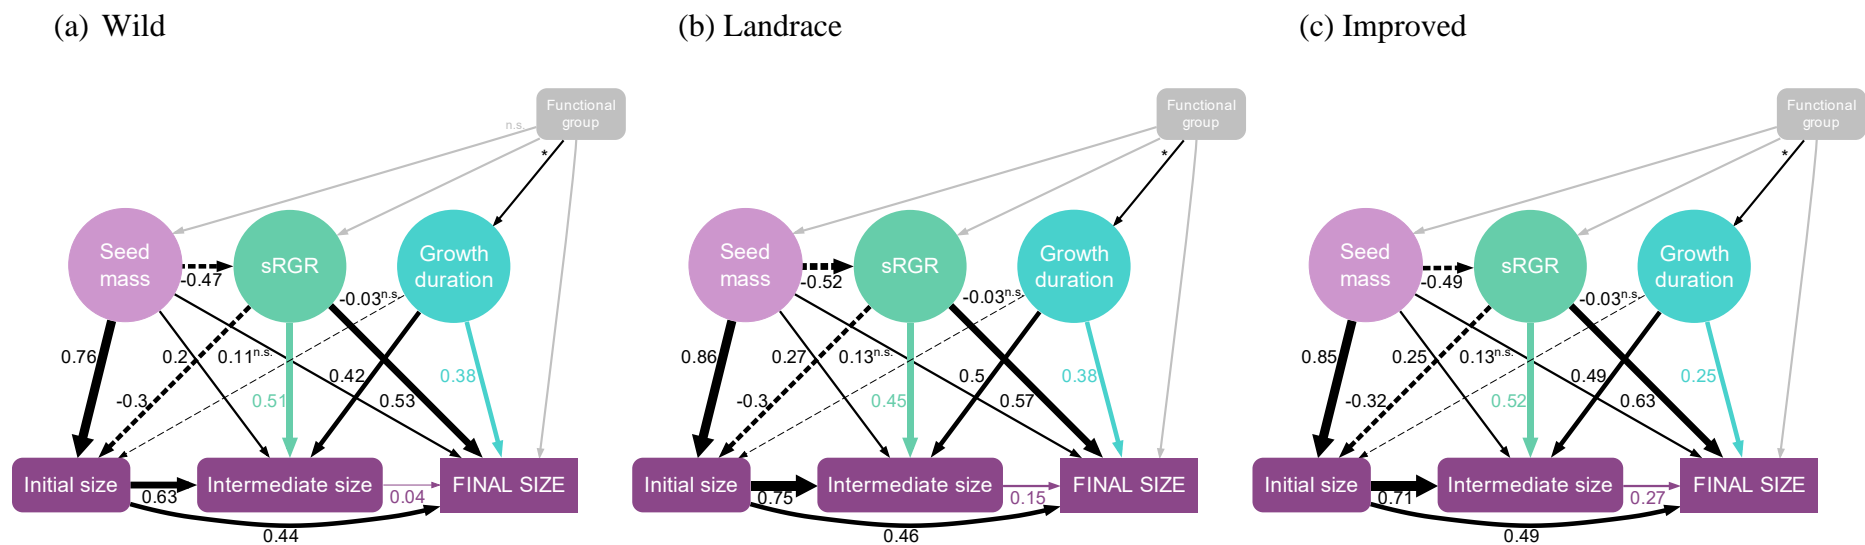 (a) Wild
(b) Landrace
(c) Improved
Functional
group
n.s.
*
Seed
mass
sRGR
Growth
duration
-0.47
-0.03n.s.
0.76
0.2
0.11n.s.
0.42
0.38
-0.3
0.51
0.53
Initial size
Intermediate size
FINAL SIZE
0.63
0.04
0.44
Functional
group
*
Seed
mass
sRGR
Growth
duration
-0.52
-0.03n.s.
0.86
0.27
0.13n.s.
0.5
0.38
-0.3
0.45
0.57
Initial size
Intermediate size
FINAL SIZE
0.75
0.15
0.46
Functional
group
*
Seed
mass
sRGR
Growth
duration
-0.49
-0.03n.s.
0.85
0.25
0.13n.s.
0.49
0.25
-0.32
0.52
0.63
Initial size
Intermediate size
FINAL SIZE
0.71
0.27
0.49